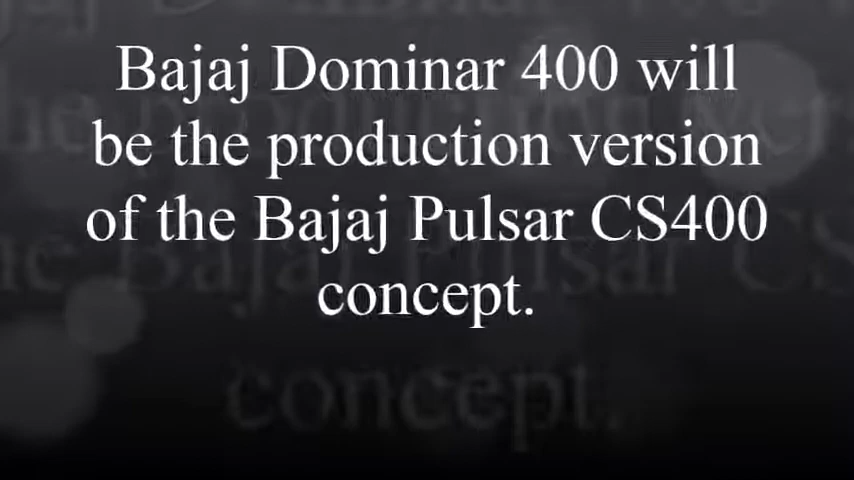 Bajaj Dominar 400 will
be the production version
of the Bajaj Pulsar CS400
concept.